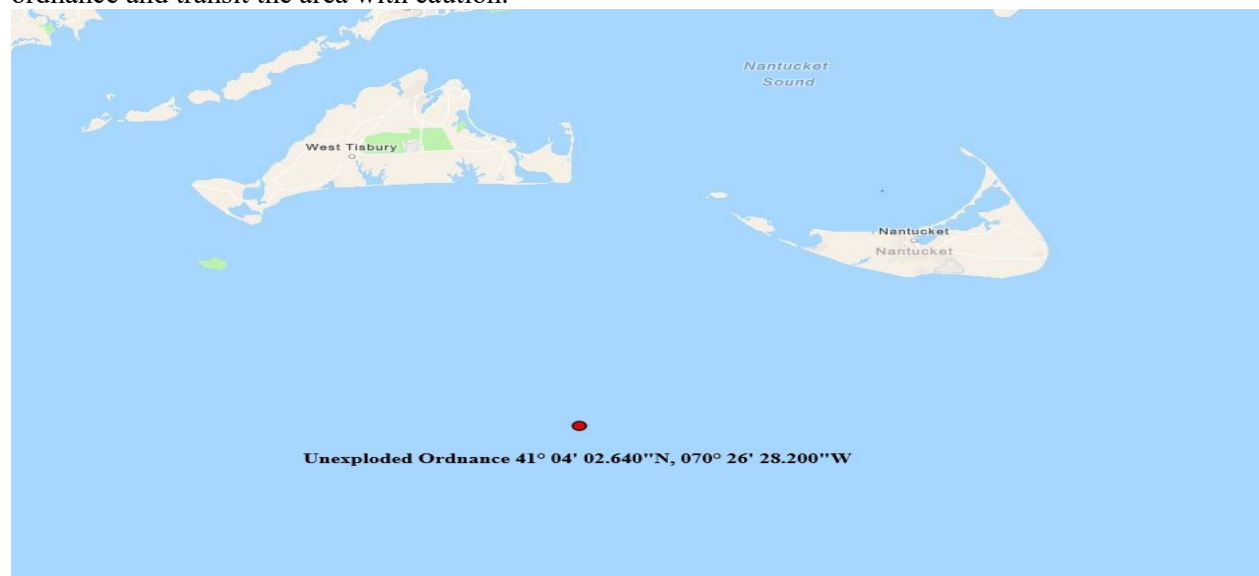 ordnance and transit the area with caution.
Nantucket
Sound
West Tisbury
Nantucket
Nantucket
Unexploded Ordnance 41° 04' 02.640"N, 070° 26' 28.200"W